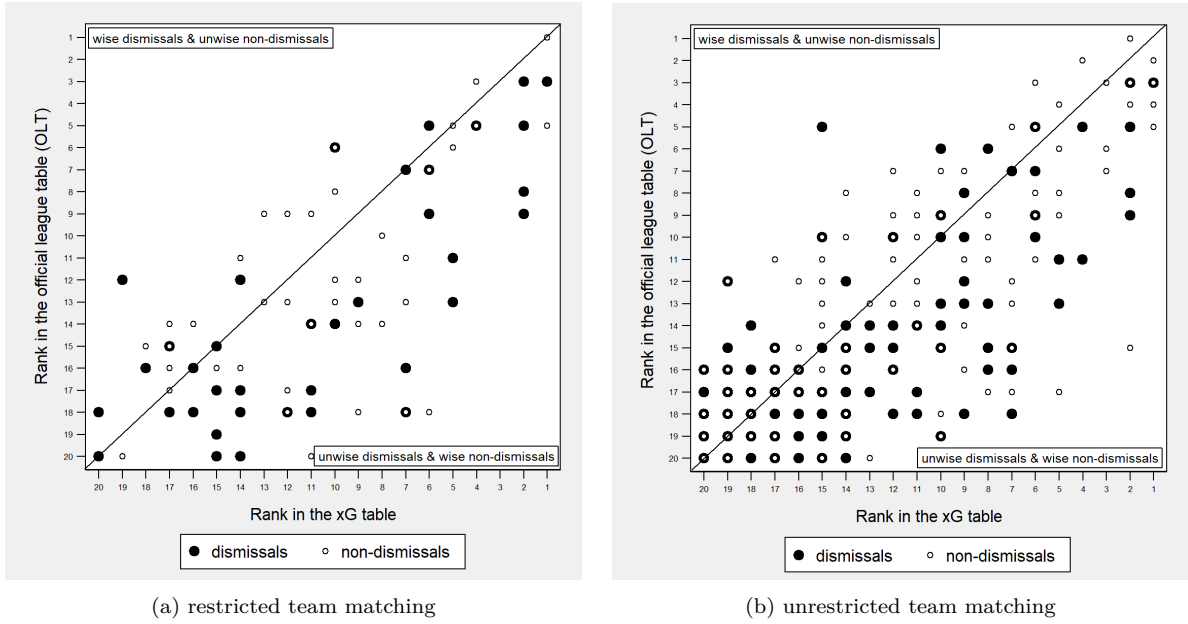 wise dismissals & unwise non-dismissals
Rank in the official league table (OLT)
1
2
3
4
5
6
7
8
9
10
11
12
13
14
15
16
17
18
19
20
unwise dismissals & wise non-dismissals
20 19 18 17 16 15 14 13 12 11 10 9 8 7 6 5 4 3 2 1
Rank in the xG table
dismissals non-dismissals
(a) restricted team matching
wise dismissals & unwise non-dismissals
Rank in the official league table (OLT)
1
2
3
4
5
6
7
8
9
10
11
12
13
14
15
16
17
18
19
20
unwise dismissals & wise non-dismissals
20 19 18 17 16 15 14 13 12 11 10 9 8 7 6 5 4 3 2 1
Rank in the xG table
dismissals non-dismissals
(b) unrestricted team matching